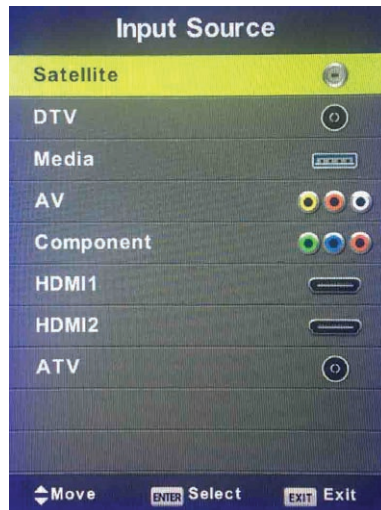 Input Source
Satellite
DTV
Media
AV
Component
HDMI1
HDMI2
ATV
Move ENTER Select EXIT Exit